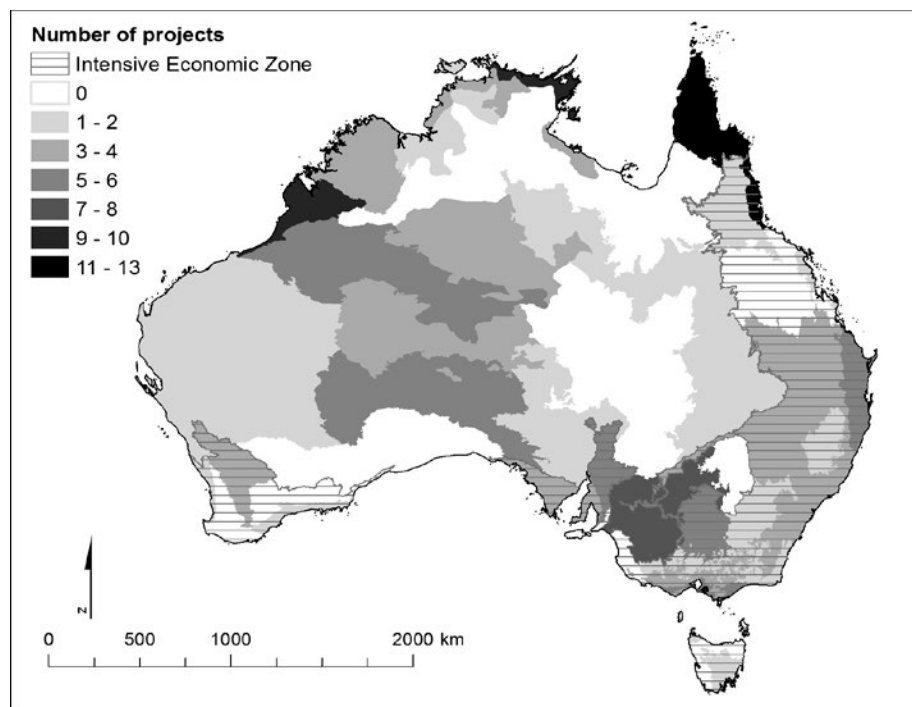 Number of projects
Intensive Economic Zone
0
1 - 2
3 - 4
5 - 6
7 - 8
9 - 10
11 - 13
z
0 500 1000 2000 km